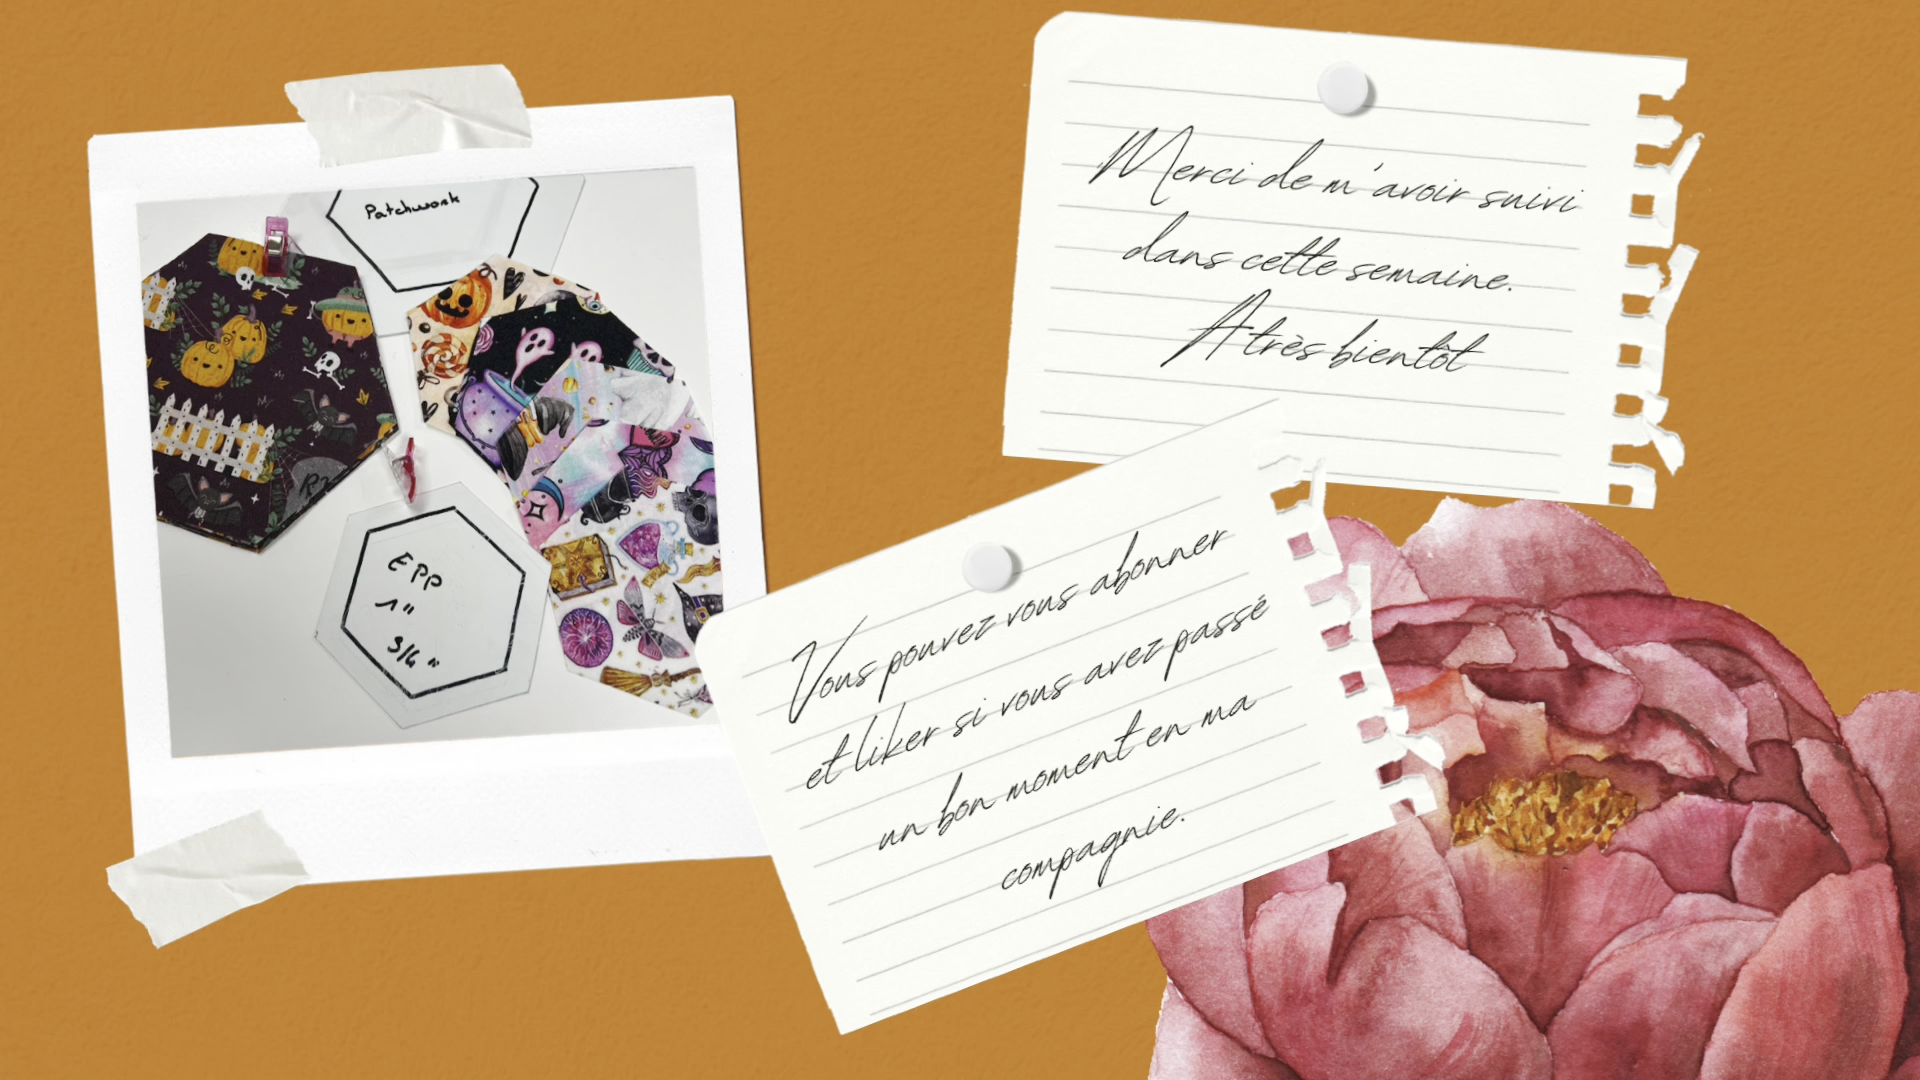 Patchwork
EPP
1"
3/4"
Merci de m'avoir suivi
dans cette semaine.
A très bientôt
Vous pouvez vous abonner
et liker si vous avez passé
un bon moment en ma
compagnie.